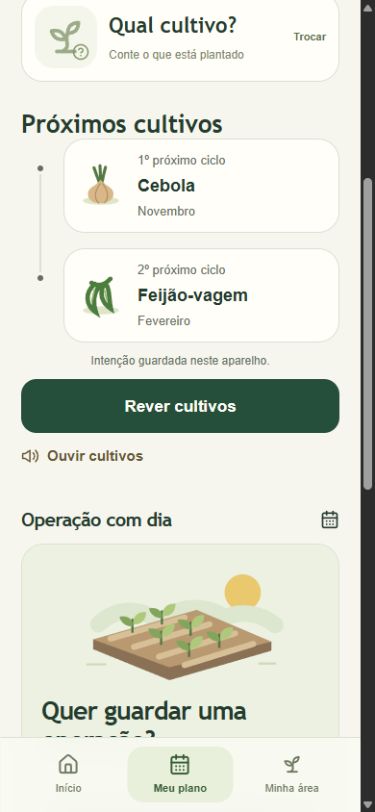 Qual cultivo?
Conte o que está plantado
Trocar
Próximos cultivos
1º próximo ciclo
Cebola
Novembro
2º próximo ciclo
Feijão-vagem
Fevereiro
Intenção guardada neste aparelho.
Rever cultivos
Ouvir cultivos
Operação com dia
Quer guardar uma
operação?
Início
Meu plano
Minha área